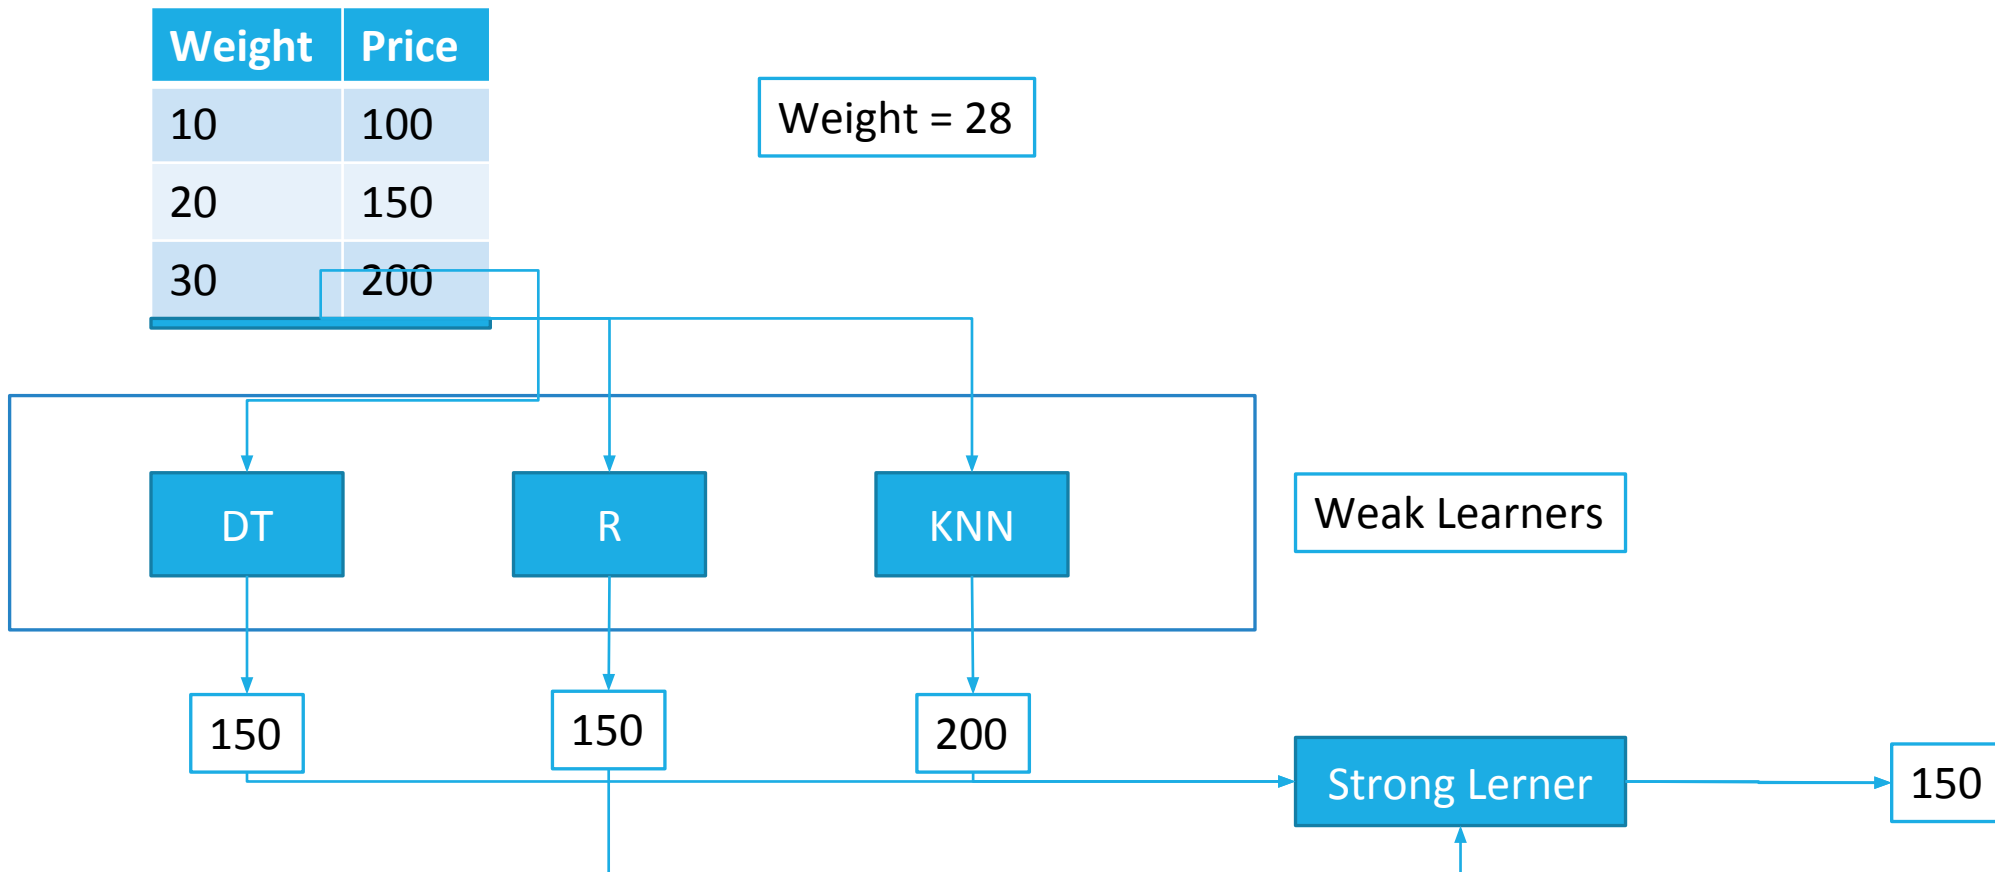 Weight Price
10 100
20 150
30 200
Weight = 28
DT
R
KNN
Weak Learners
150
150
200
Strong Lerner
150